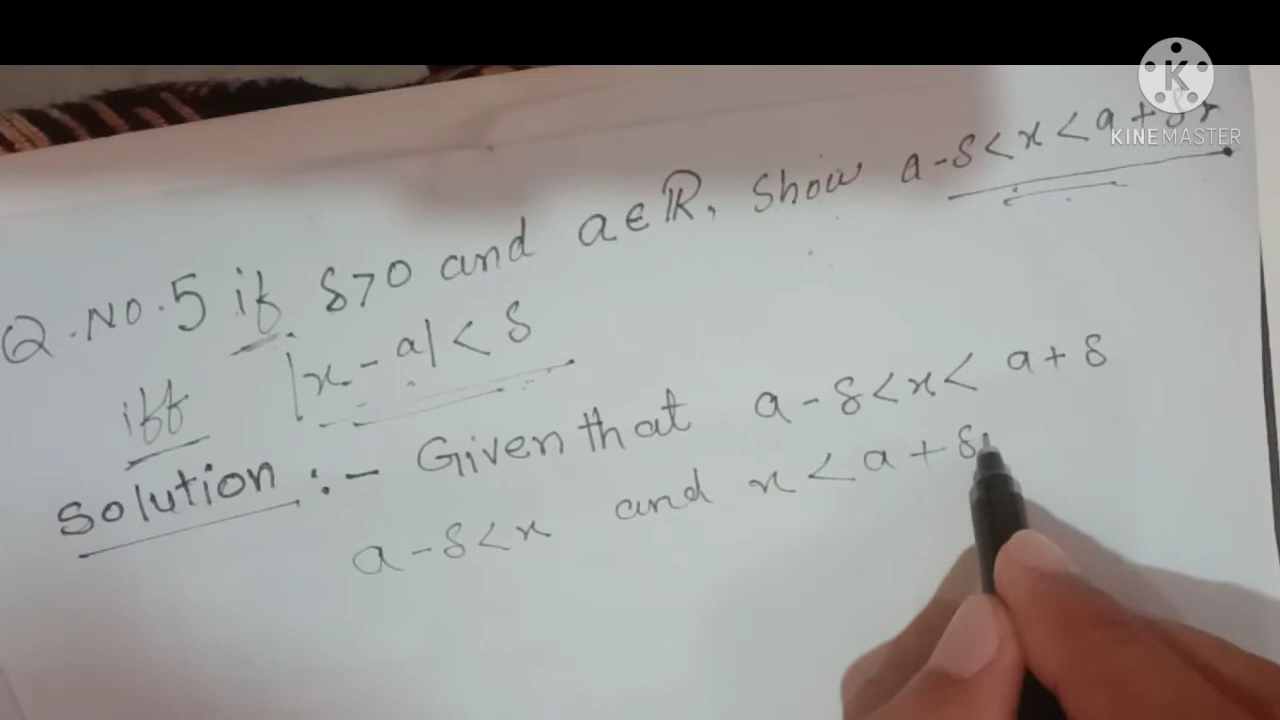 Q.NO.5 if δ>0 and a∈ℝ, Show a-δ<x<a+δ
iff |x-a|<δ
Solution :- Given that a-δ<x<a+δ
a-δ<x and x<a+δ
K
KINEMASTER